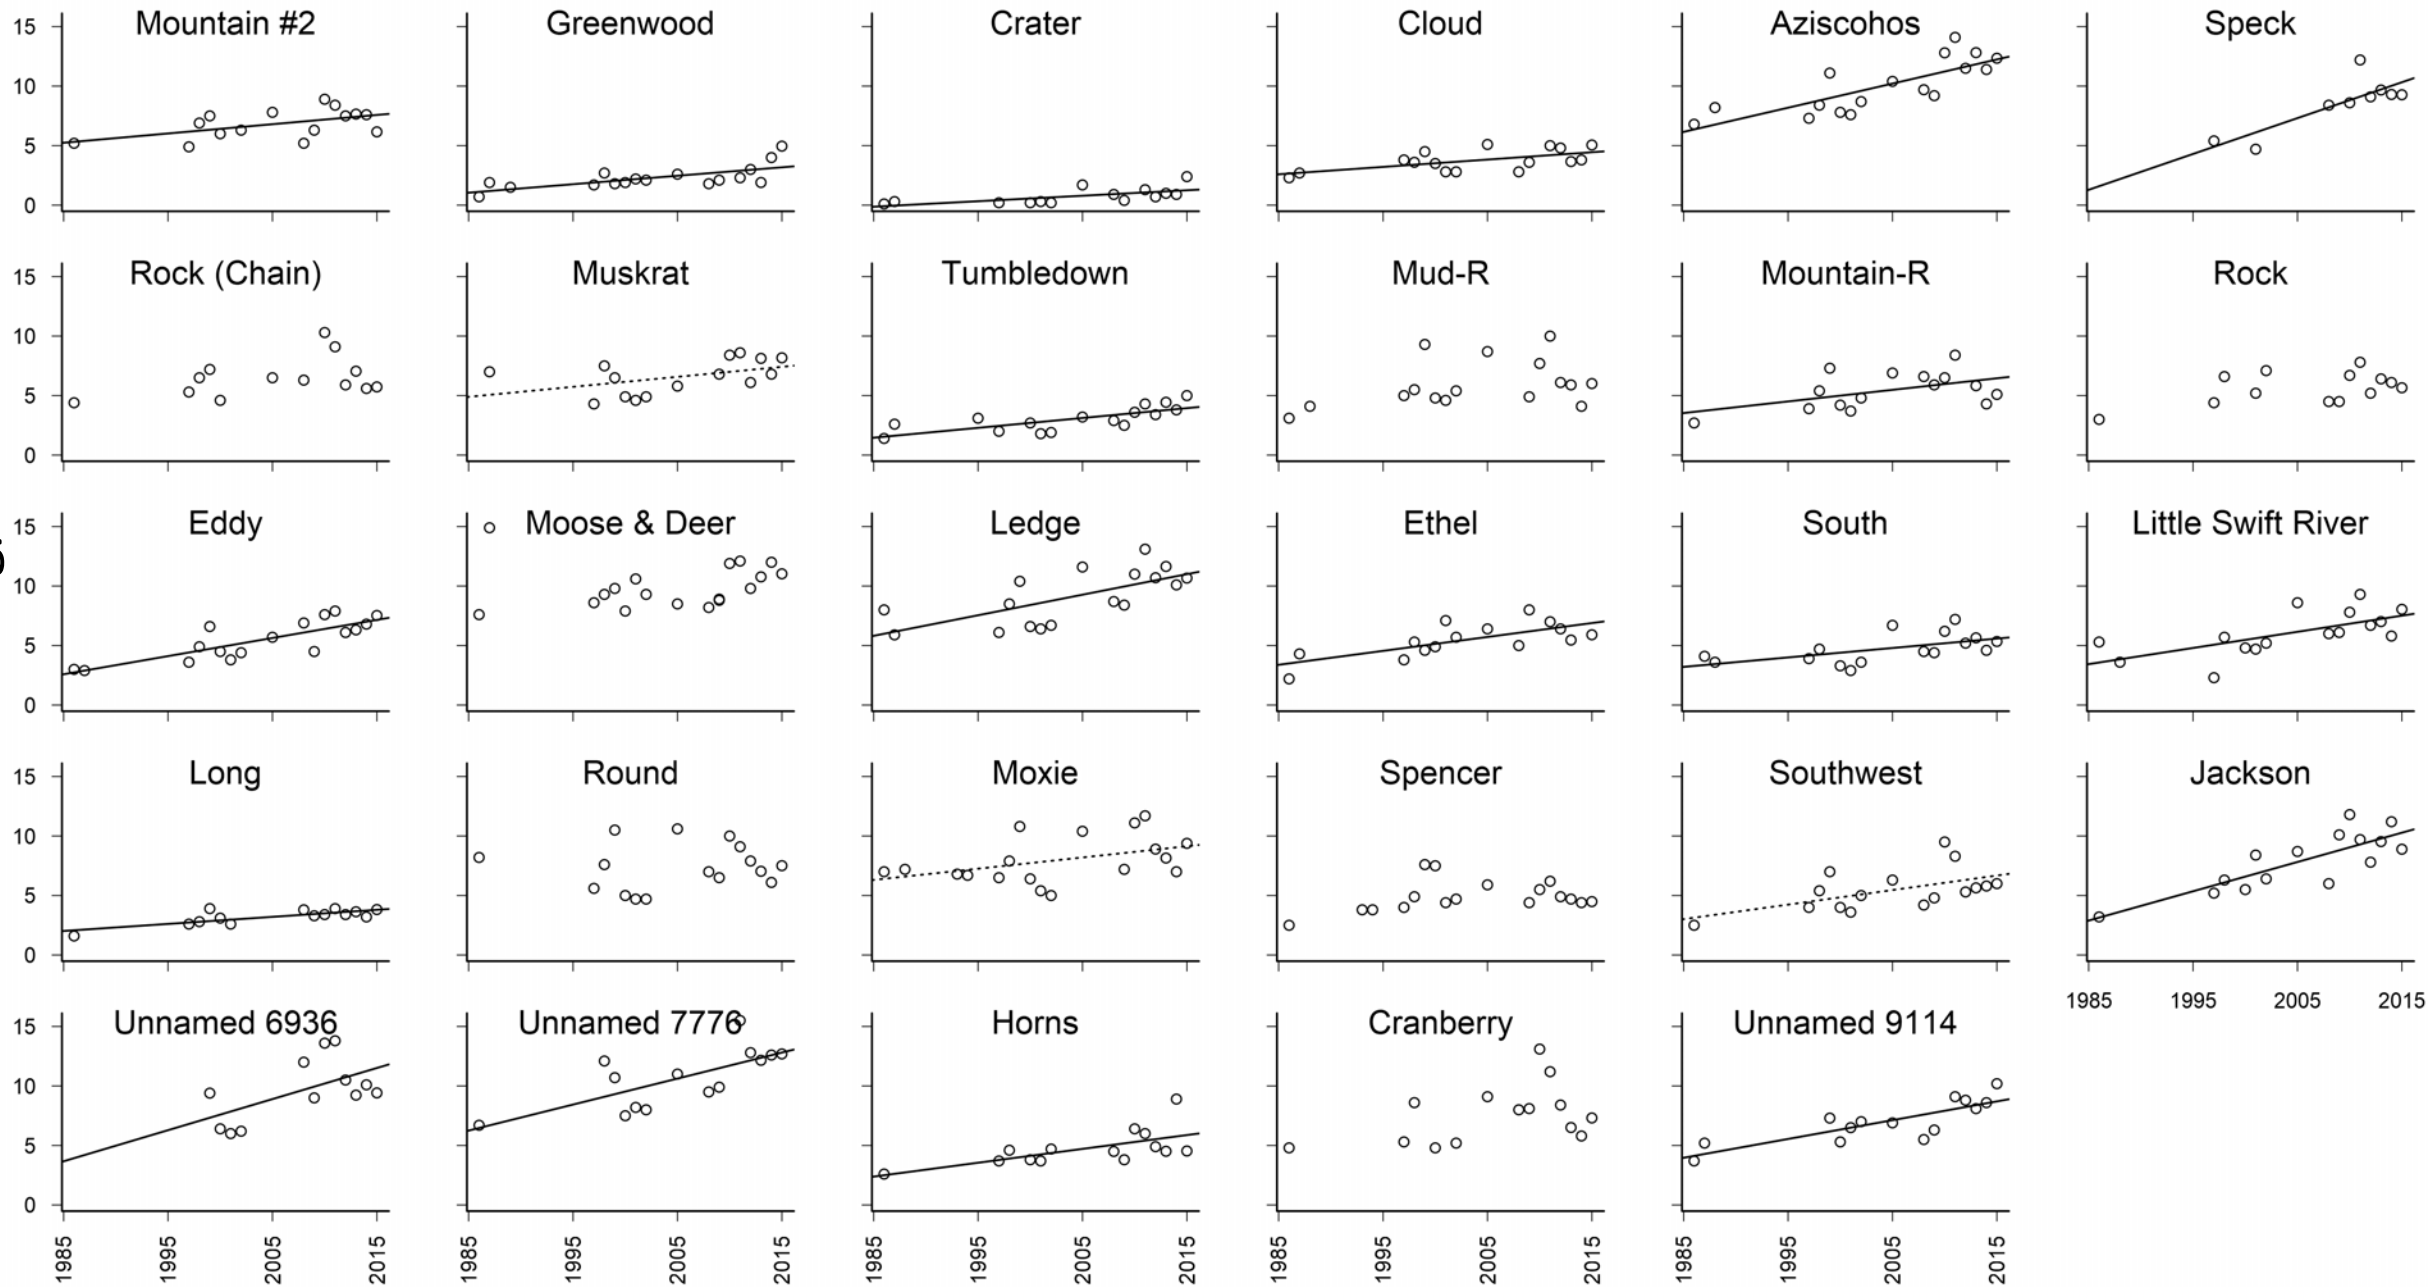 Mountain #2 Greenwood Crater Cloud Aziscohos Speck
15
10
5
0
Rock (Chain) Muskrat Tumbledown Mud-R Mountain-R Rock
15
10
5
0
Eddy Moose & Deer Ledge Ethel South Little Swift River
15
10
5
0
Long Round Moxie Spencer Southwest Jackson
15
10
5
0
1985 1995 2005 2015
Unnamed 6936 Unnamed 7776 Horns Cranberry Unnamed 9114
15
10
5
0
1985 1995 2005 2015 1985 1995 2005 2015 1985 1995 2005 2015 1985 1995 2005 2015 1985 1995 2005 2015